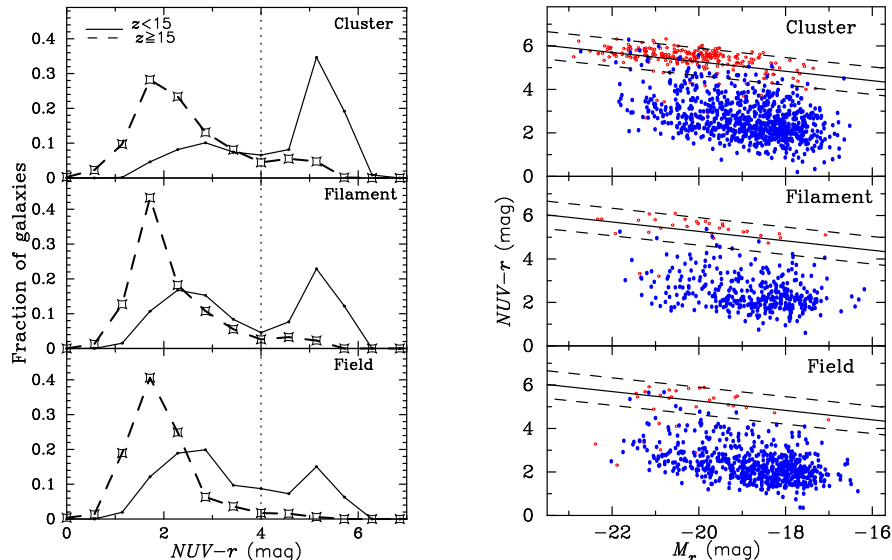 Cluster
z<15
z≧15
0.4
0.3
0.2
0.1
0
Filament
0.4
0.3
0.2
0.1
0
Field
0.4
0.3
0.2
0.1
0
0 2 4 6
Fraction of galaxies
NUV-r (mag)
Cluster
6
4
2
Filament
6
4
2
Field
6
4
2
0
−22 −20 −18 −16
NUV-r (mag)
M_r (mag)